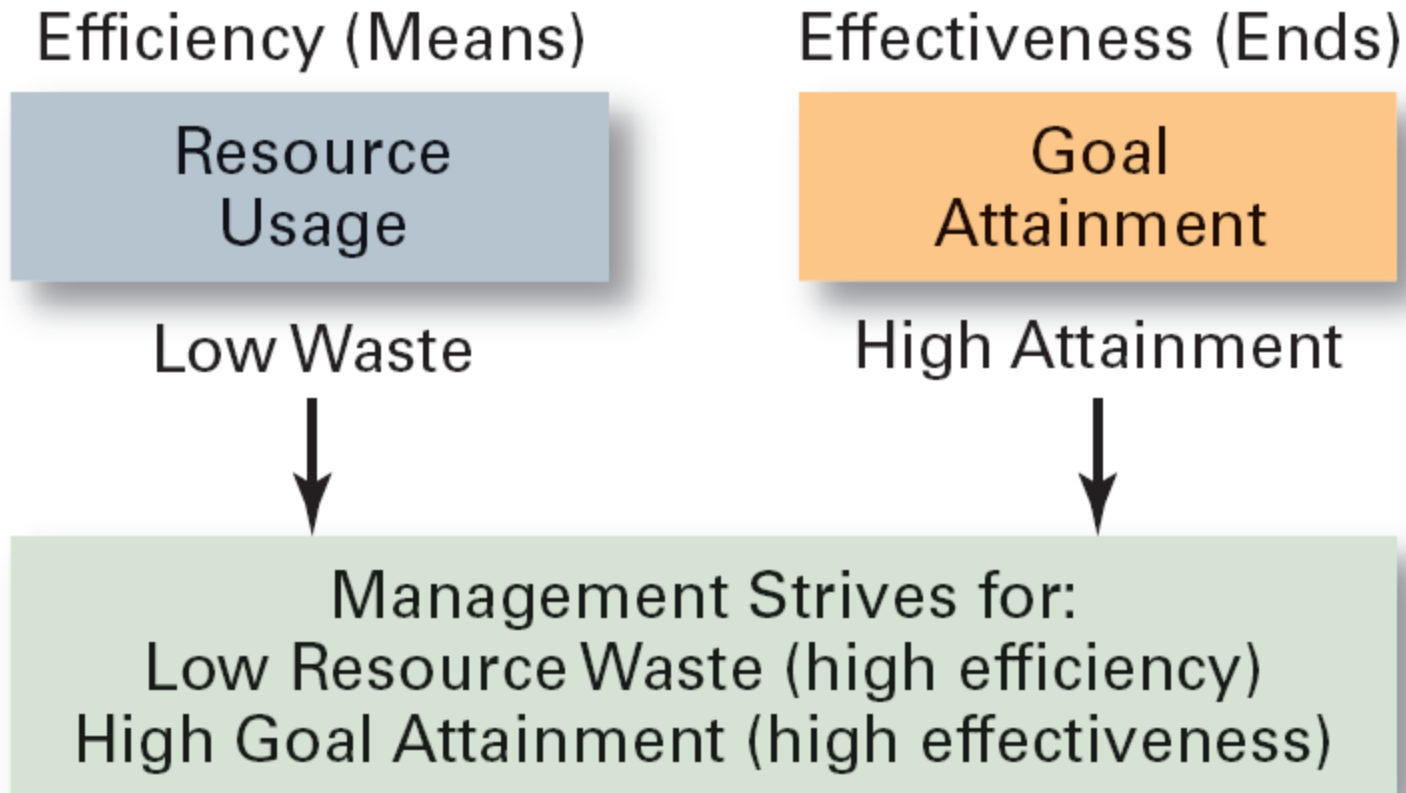 Efficiency (Means)
Effectiveness (Ends)
Resource
Usage
Goal
Attainment
Low Waste
High Attainment
Management Strives for:
Low Resource Waste (high efficiency)
High Goal Attainment (high effectiveness)